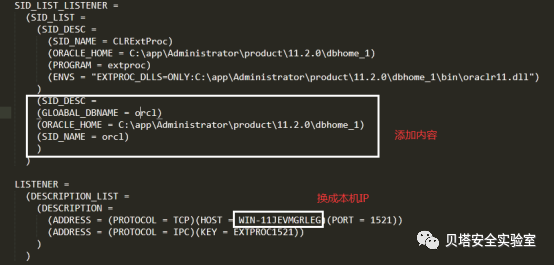 SID_LIST_LISTENER =
(SID_LIST =
(SID_DESC =
(SID_NAME = CLRExtProc)
(ORACLE_HOME = C:\app\Administrator\product\11.2.0\dbhome_1)
(PROGRAM = extproc)
(ENVS = "EXTPROC_DLLS=ONLY:C:\app\Administrator\product\11.2.0\dbhome_1\bin\oraclr11.dll")
)
(SID_DESC =
(GLOABAL_DBNAME = orcl)
(ORACLE_HOME = C:\app\Administrator\product\11.2.0\dbhome_1)
(SID_NAME = orcl)
)
)
添加内容
LISTENER =
(DESCRIPTION_LIST =
换成本机IP
(DESCRIPTION =
(ADDRESS = (PROTOCOL = TCP)(HOST = WIN-11JEVMGRLEG)(PORT = 1521))
(ADDRESS = (PROTOCOL = IPC)(KEY = EXTPROC1521))
)
)
贝塔安全实验室